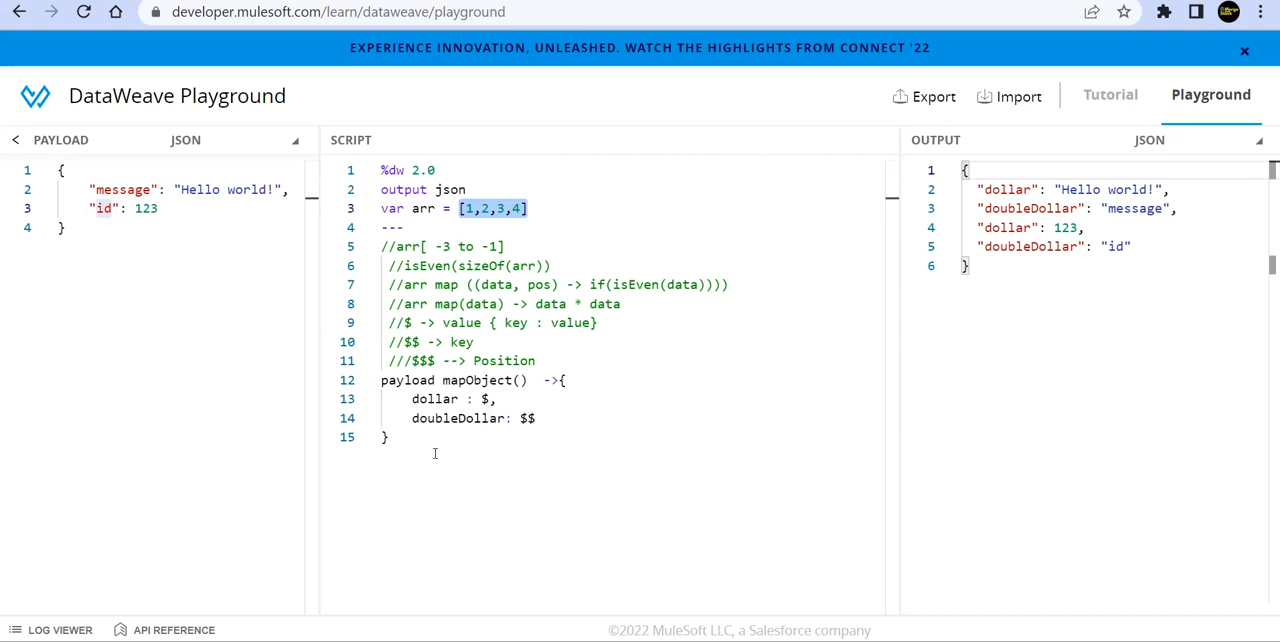 developer.mulesoft.com/learn/dataweave/playground
EXPERIENCE INNOVATION, UNLEASHED. WATCH THE HIGHLIGHTS FROM CONNECT '22
DataWeave Playground
Export
Import
Tutorial
Playground
PAYLOAD
JSON
1 {
2 "message": "Hello world!",
3 "id": 123
4 }
SCRIPT
1 %dw 2.0
2 output json
3 var arr = [1,2,3,4]
4 ---
5 //arr[ -3 to -1]
6 //isEven(sizeOf(arr))
7 //arr map ((data, pos) -> if(isEven(data))))
8 //arr map(data) -> data * data
9 //$ -> value { key : value}
10 //$$ -> key
11 ///$$$ --> Position
12 payload mapObject()  ->{
13 dollar : $,
14 doubleDollar: $$
15 }
OUTPUT
JSON
1 {
2 "dollar": "Hello world!",
3 "doubleDollar": "message",
4 "dollar": 123,
5 "doubleDollar": "id"
6 }
LOG VIEWER
API REFERENCE
©2022 MuleSoft LLC, a Salesforce company